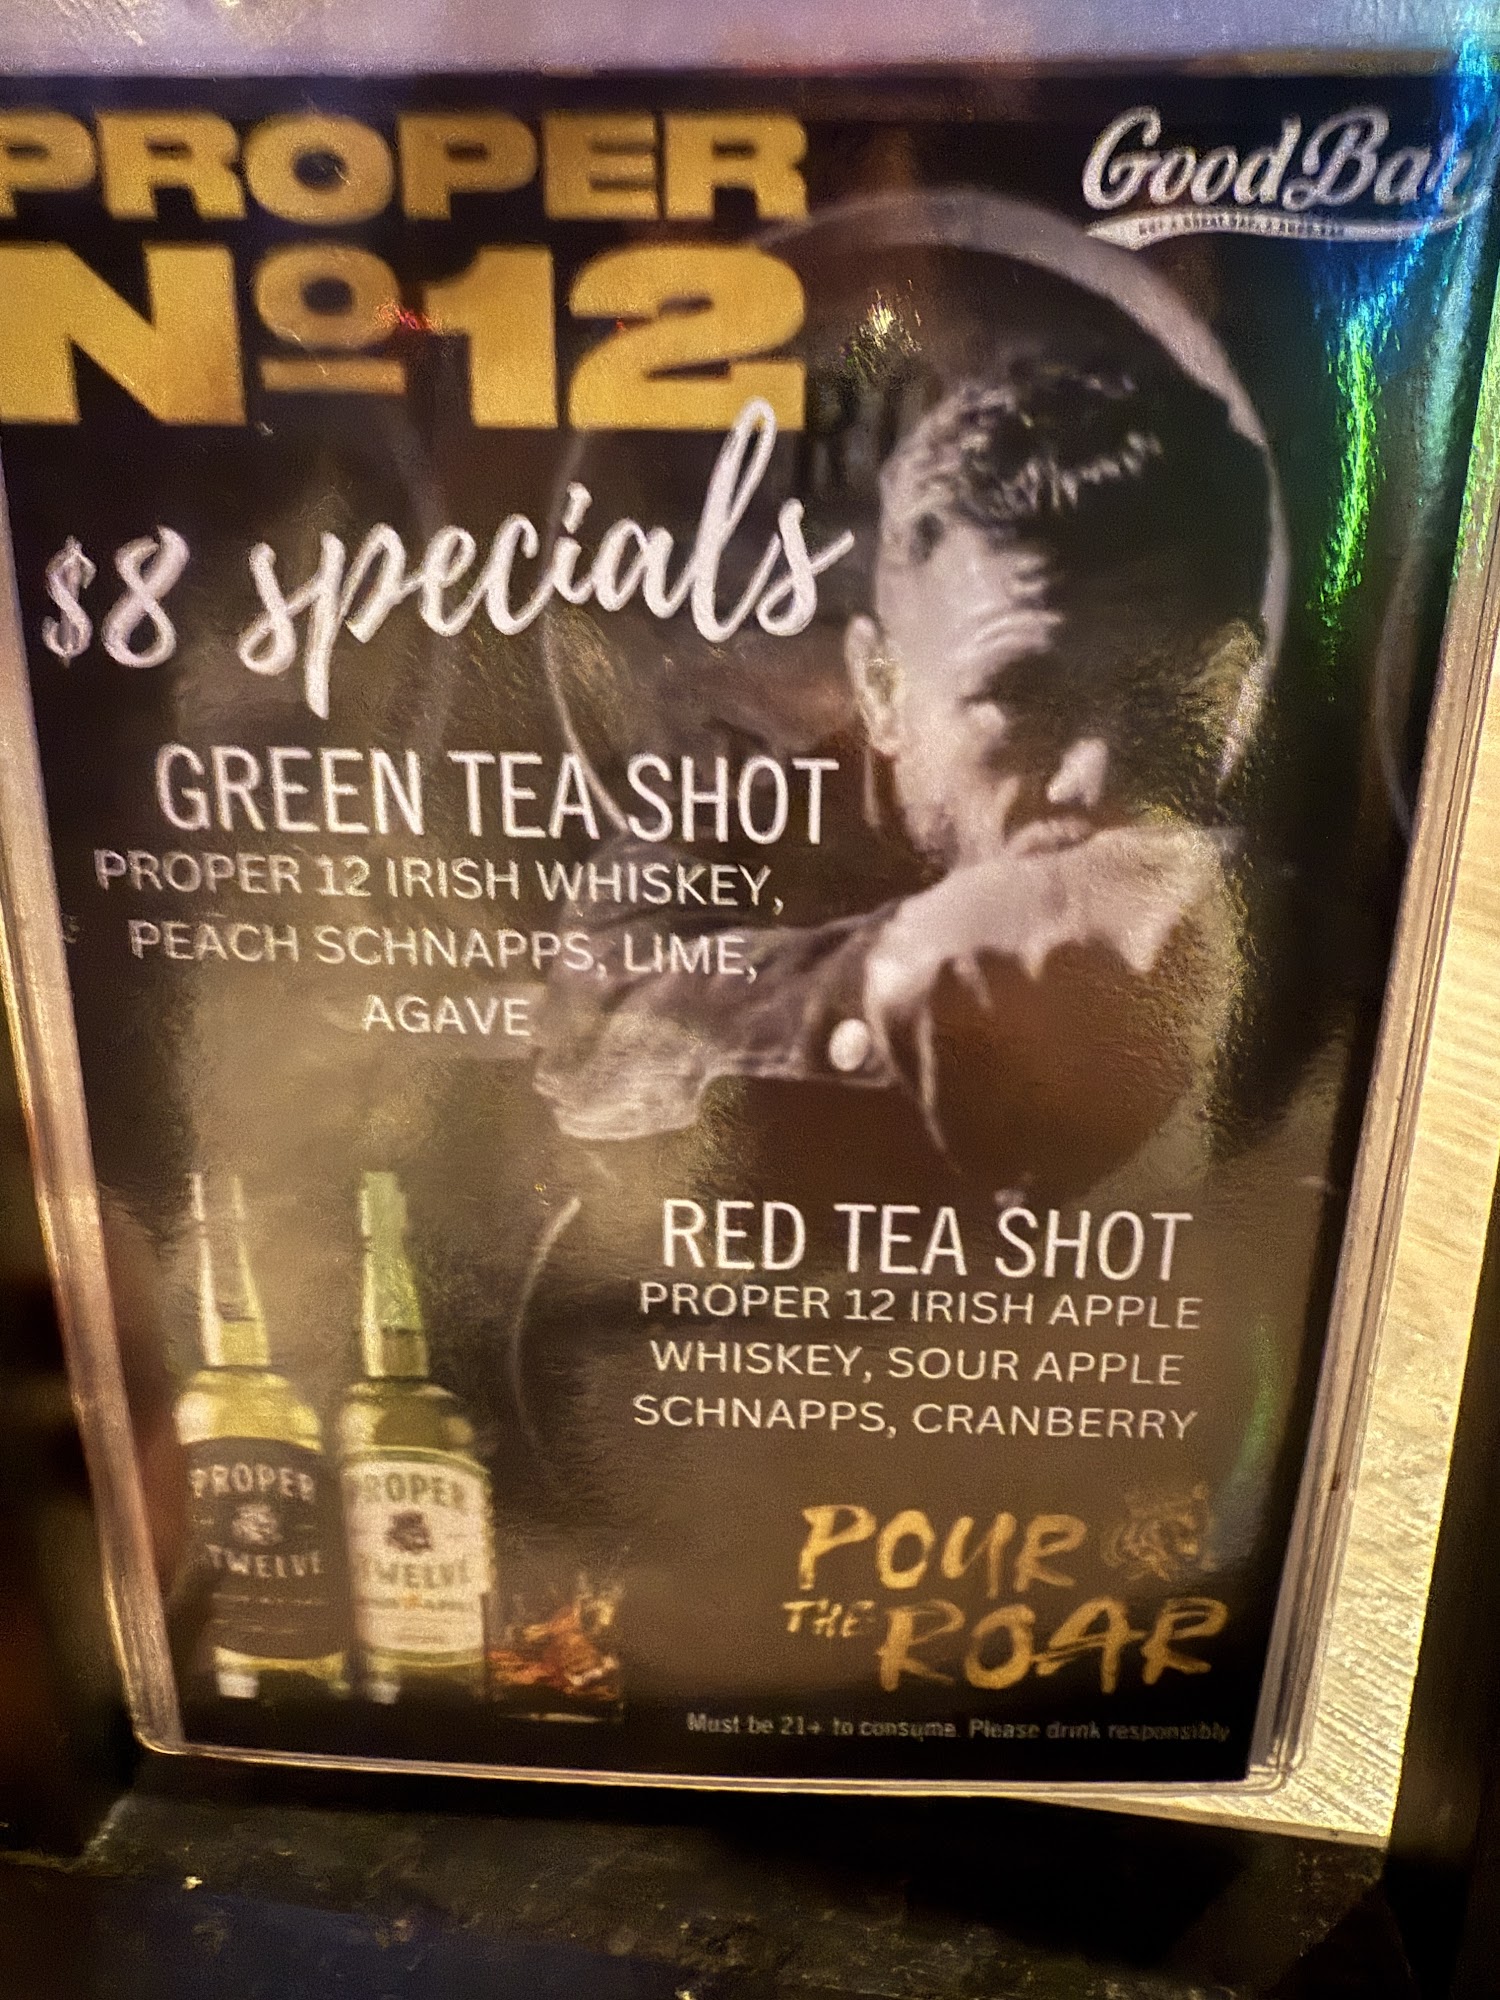 PROPER
No12
GoodBar
$8 specials
GREEN TEA SHOT
PROPER 12 IRISH WHISKEY,
PEACH SCHNAPPS, LIME,
AGAVE
RED TEA SHOT
PROPER 12 IRISH APPLE
WHISKEY, SOUR APPLE
SCHNAPPS, CRANBERRY
PROPER
TWELVE
PROPER
TWELVE
POUR
THE ROAR
Must be 21+ to consume. Please drink responsibly